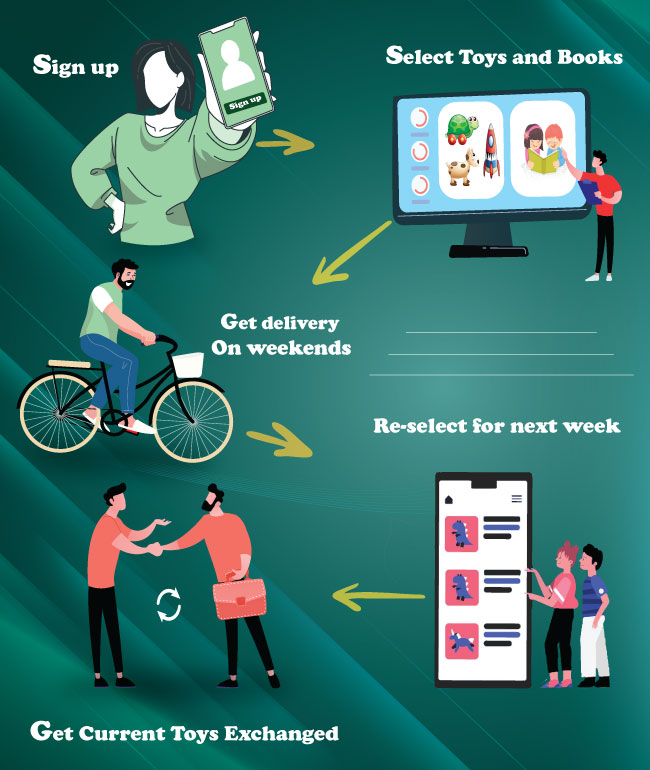 Sign up
Sign up
Select Toys and Books
Get delivery
On weekends
Re-select for next week
Get Current Toys Exchanged